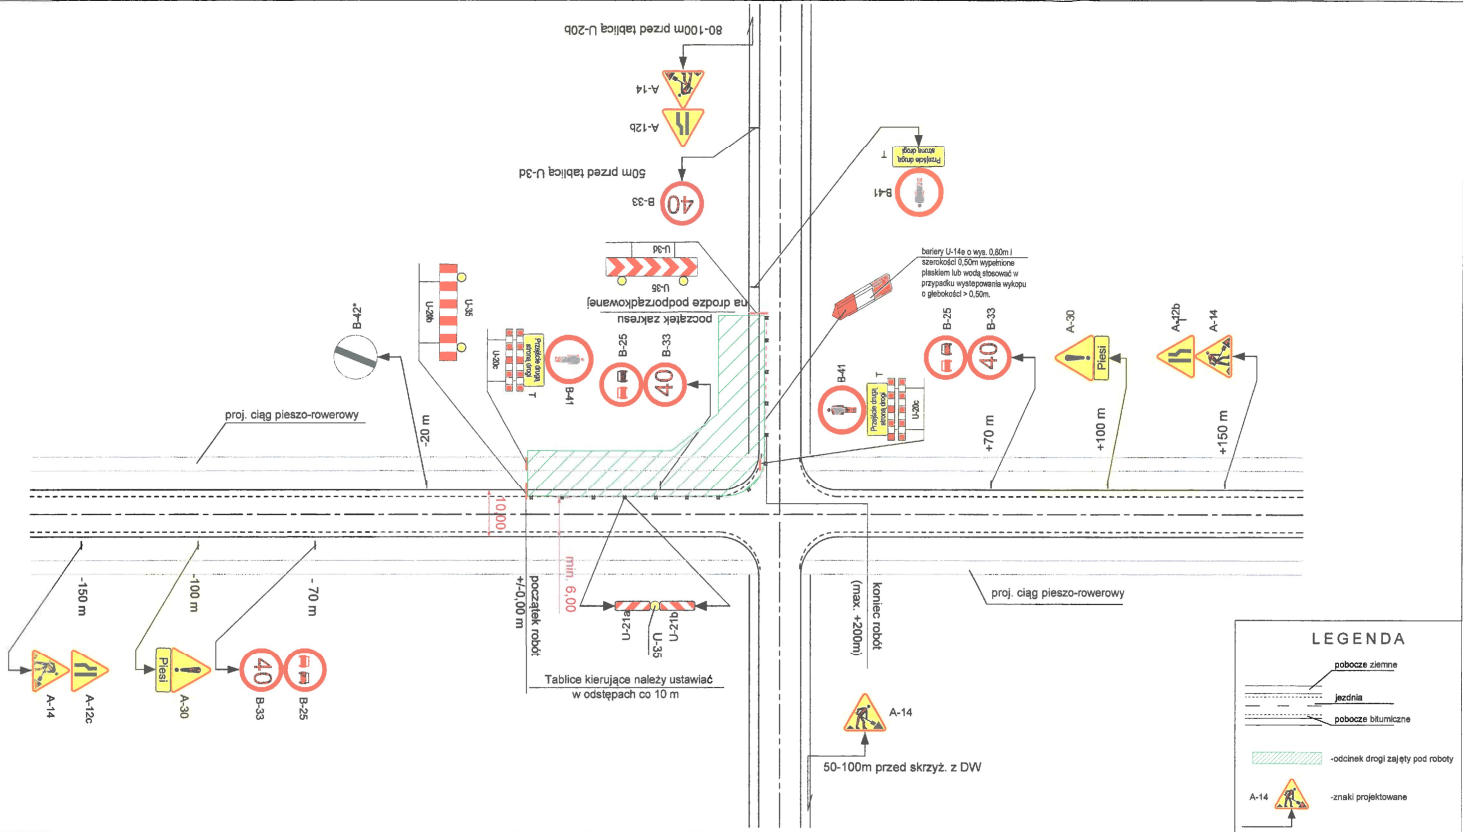 80-100m przed tablicą U-20b
A-14
A-12b
50m przed tablicą U-3d
40
B-33
U-3d
U-35
początek zakresu
na drodze podporządkowanej
Przejście drugą
stroną drogi
T
B-41
bariery U-14e o wys. 0,80m i
szerokości 0,50m wypełnione
piaskiem lub wodą stosować w
przypadku wystepowania wykopu
o głebokości > 0,50m.
B-42*
U-20b
U-35
U-20c
Przejście drugą
stroną drogi
T
B-41
B-25
B-33
40
B-41
T
Przejście drugą
stroną drogi
U-20c
B-25
B-33
40
A-30
Piesi
A-12b
A-14
proj. ciąg pieszo-rowerowy
-20 m
+70 m
+100 m
+150 m
10,00
min. 6,00
początek robót
+/-0,00 m
U-21a
U-35
U-21b
Tablice kierujące należy ustawiać
w odstępach co 10 m
koniec robót
(max. +200m)
proj. ciąg pieszo-rowerowy
-150 m
-100 m
- 70 m
A-14
A-12c
Piesi
A-30
40
B-33
B-25
A-14
50-100m przed skrzyż. z DW
LEGENDA
pobocze ziemne
jezdnia
pobocze bitumiczne
-odcinek drogi zajęty pod roboty
A-14
-znaki projektowane